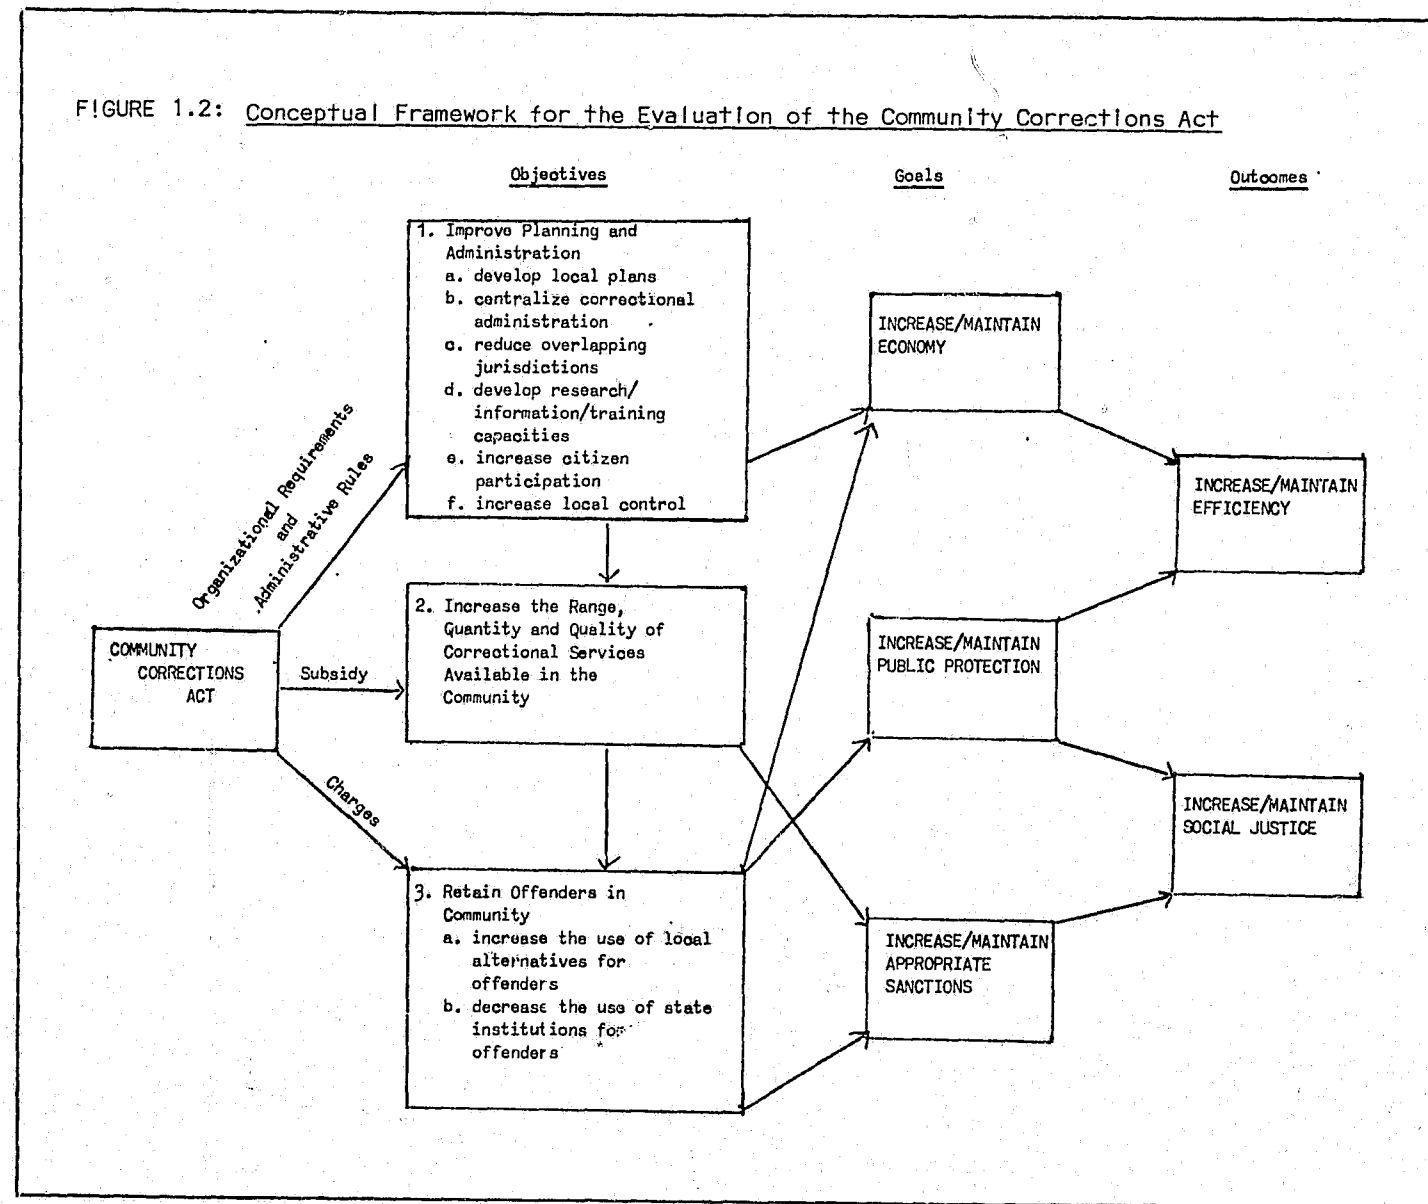 FIGURE 1.2: Conceptual Framework for the Evaluation of the Community Corrections Act
Objectives
Goals
Outcomes
1. Improve Planning and
Administration
a. develop local plans
b. centralize correctional
administration
c. reduce overlapping
jurisdictions
d. develop research/
information/training
capacities
e. increase citizen
participation
f. increase local control
Organizational Requirements
and
Administrative Rules
COMMUNITY
CORRECTIONS
ACT
Subsidy
Charges
2. Increase the Range,
Quantity and Quality of
Correctional Services
Available in the
Community
3. Retain Offenders in
Community
a. increase the use of local
alternatives for
offenders
b. decrease the use of state
institutions for
offenders
INCREASE/MAINTAIN
ECONOMY
INCREASE/MAINTAIN
PUBLIC PROTECTION
INCREASE/MAINTAIN
APPROPRIATE
SANCTIONS
INCREASE/MAINTAIN
EFFICIENCY
INCREASE/MAINTAIN
SOCIAL JUSTICE